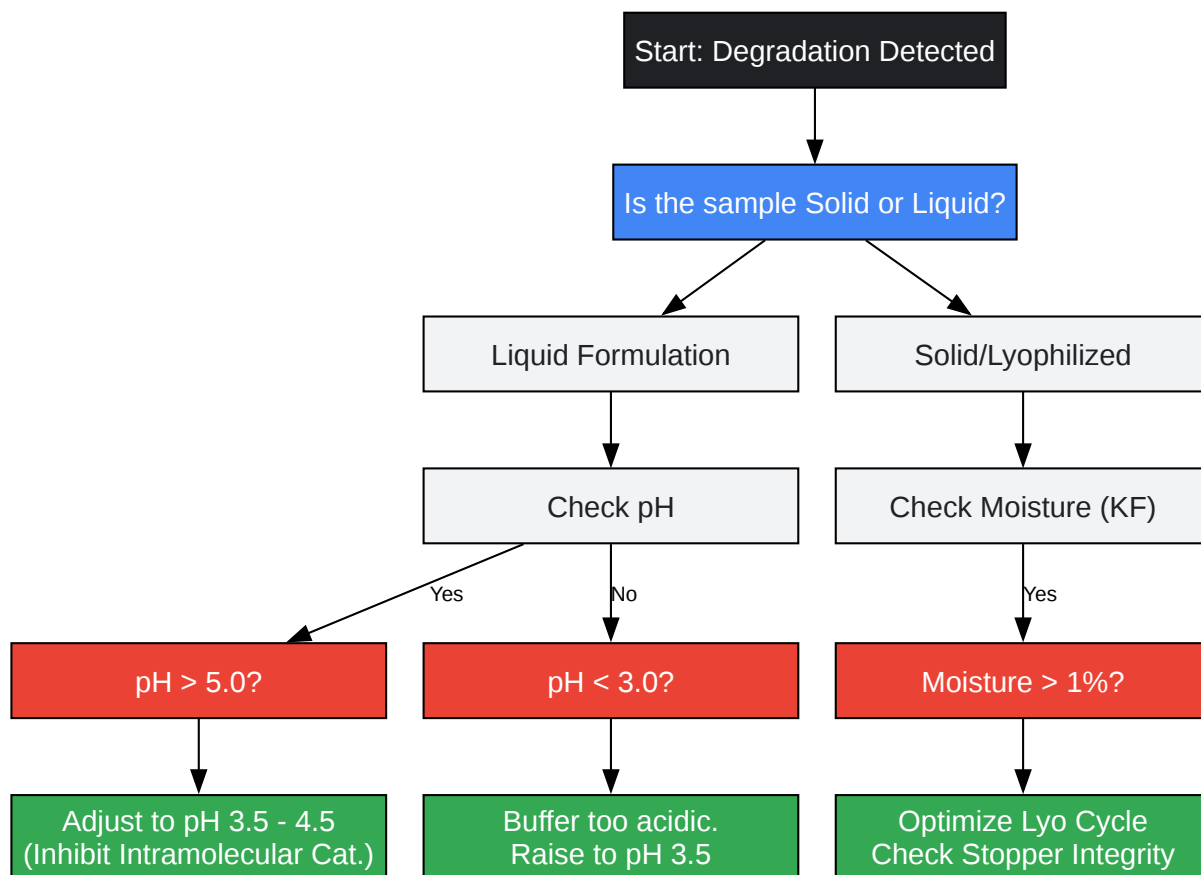 Start: Degradation Detected
Is the sample Solid or Liquid?
Liquid Formulation
Solid/Lyophilized
Check pH
Check Moisture (KF)
Yes
No
Yes
pH > 5.0?
pH < 3.0?
Moisture > 1%?
Adjust to pH 3.5 - 4.5
(Inhibit Intramolecular Cat.)
Buffer too acidic.
Raise to pH 3.5
Optimize Lyo Cycle
Check Stopper Integrity